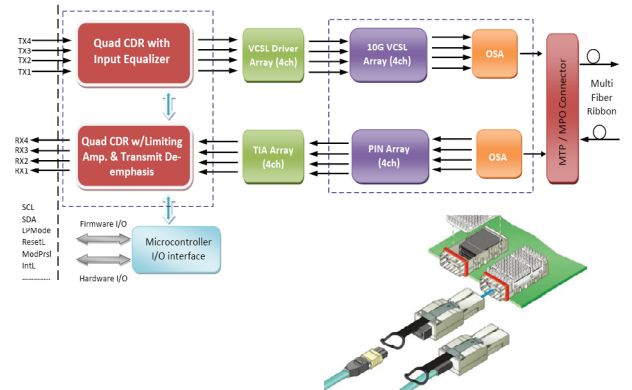 TX4
TX3
TX2
TX1
Quad CDR with
Input Equalizer
VCSL Driver
Array (4ch)
10G VCSL
Array (4ch)
OSA
MTP / MPO Connector
Multi
Fiber
Ribbon
RX4
RX3
RX2
RX1
Quad CDR w/Limiting
Amp. & Transmit De-
emphasis
TIA Array
(4ch)
PIN Array
(4ch)
OSA
SCL
SDA
LPMode
ResetL
ModPrsl
IntL
Firmware I/O
Hardware I/O
Microcontroller
I/O interface